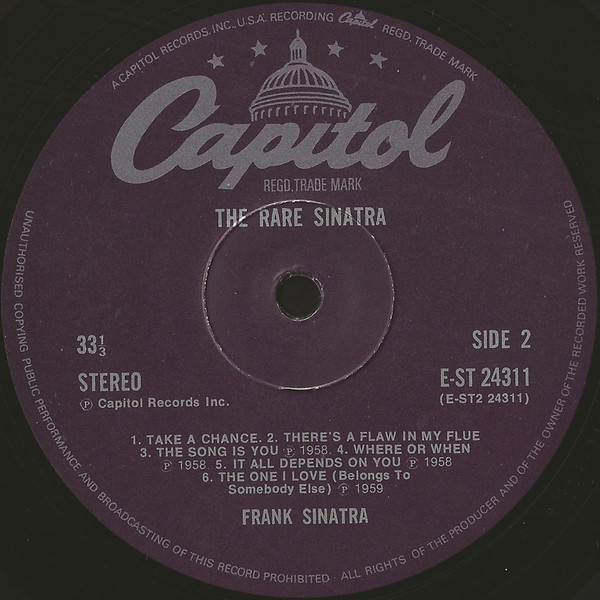 A CAPITOL RECORDS, INC., U.S.A. RECORDING Capitol REGD. TRADE MARK
Capitol
REGD. TRADE MARK
THE RARE SINATRA
33⅓
SIDE 2
STEREO
E-ST 24311
Ⓟ Capitol Records Inc.
(E-ST2 24311)
1. TAKE A CHANCE. 2. THERE'S A FLAW IN MY FLUE
3. THE SONG IS YOU Ⓟ 1958. 4. WHERE OR WHEN
Ⓟ 1958. 5. IT ALL DEPENDS ON YOU Ⓟ 1958
6. THE ONE I LOVE (Belongs To
Somebody Else) Ⓟ 1959
FRANK SINATRA
UNAUTHORISED COPYING PUBLIC PERFORMANCE AND BROADCASTING OF THIS RECORD PROHIBITED · ALL RIGHTS OF THE PRODUCER AND OF THE OWNER OF THE RECORDED WORK RESERVED